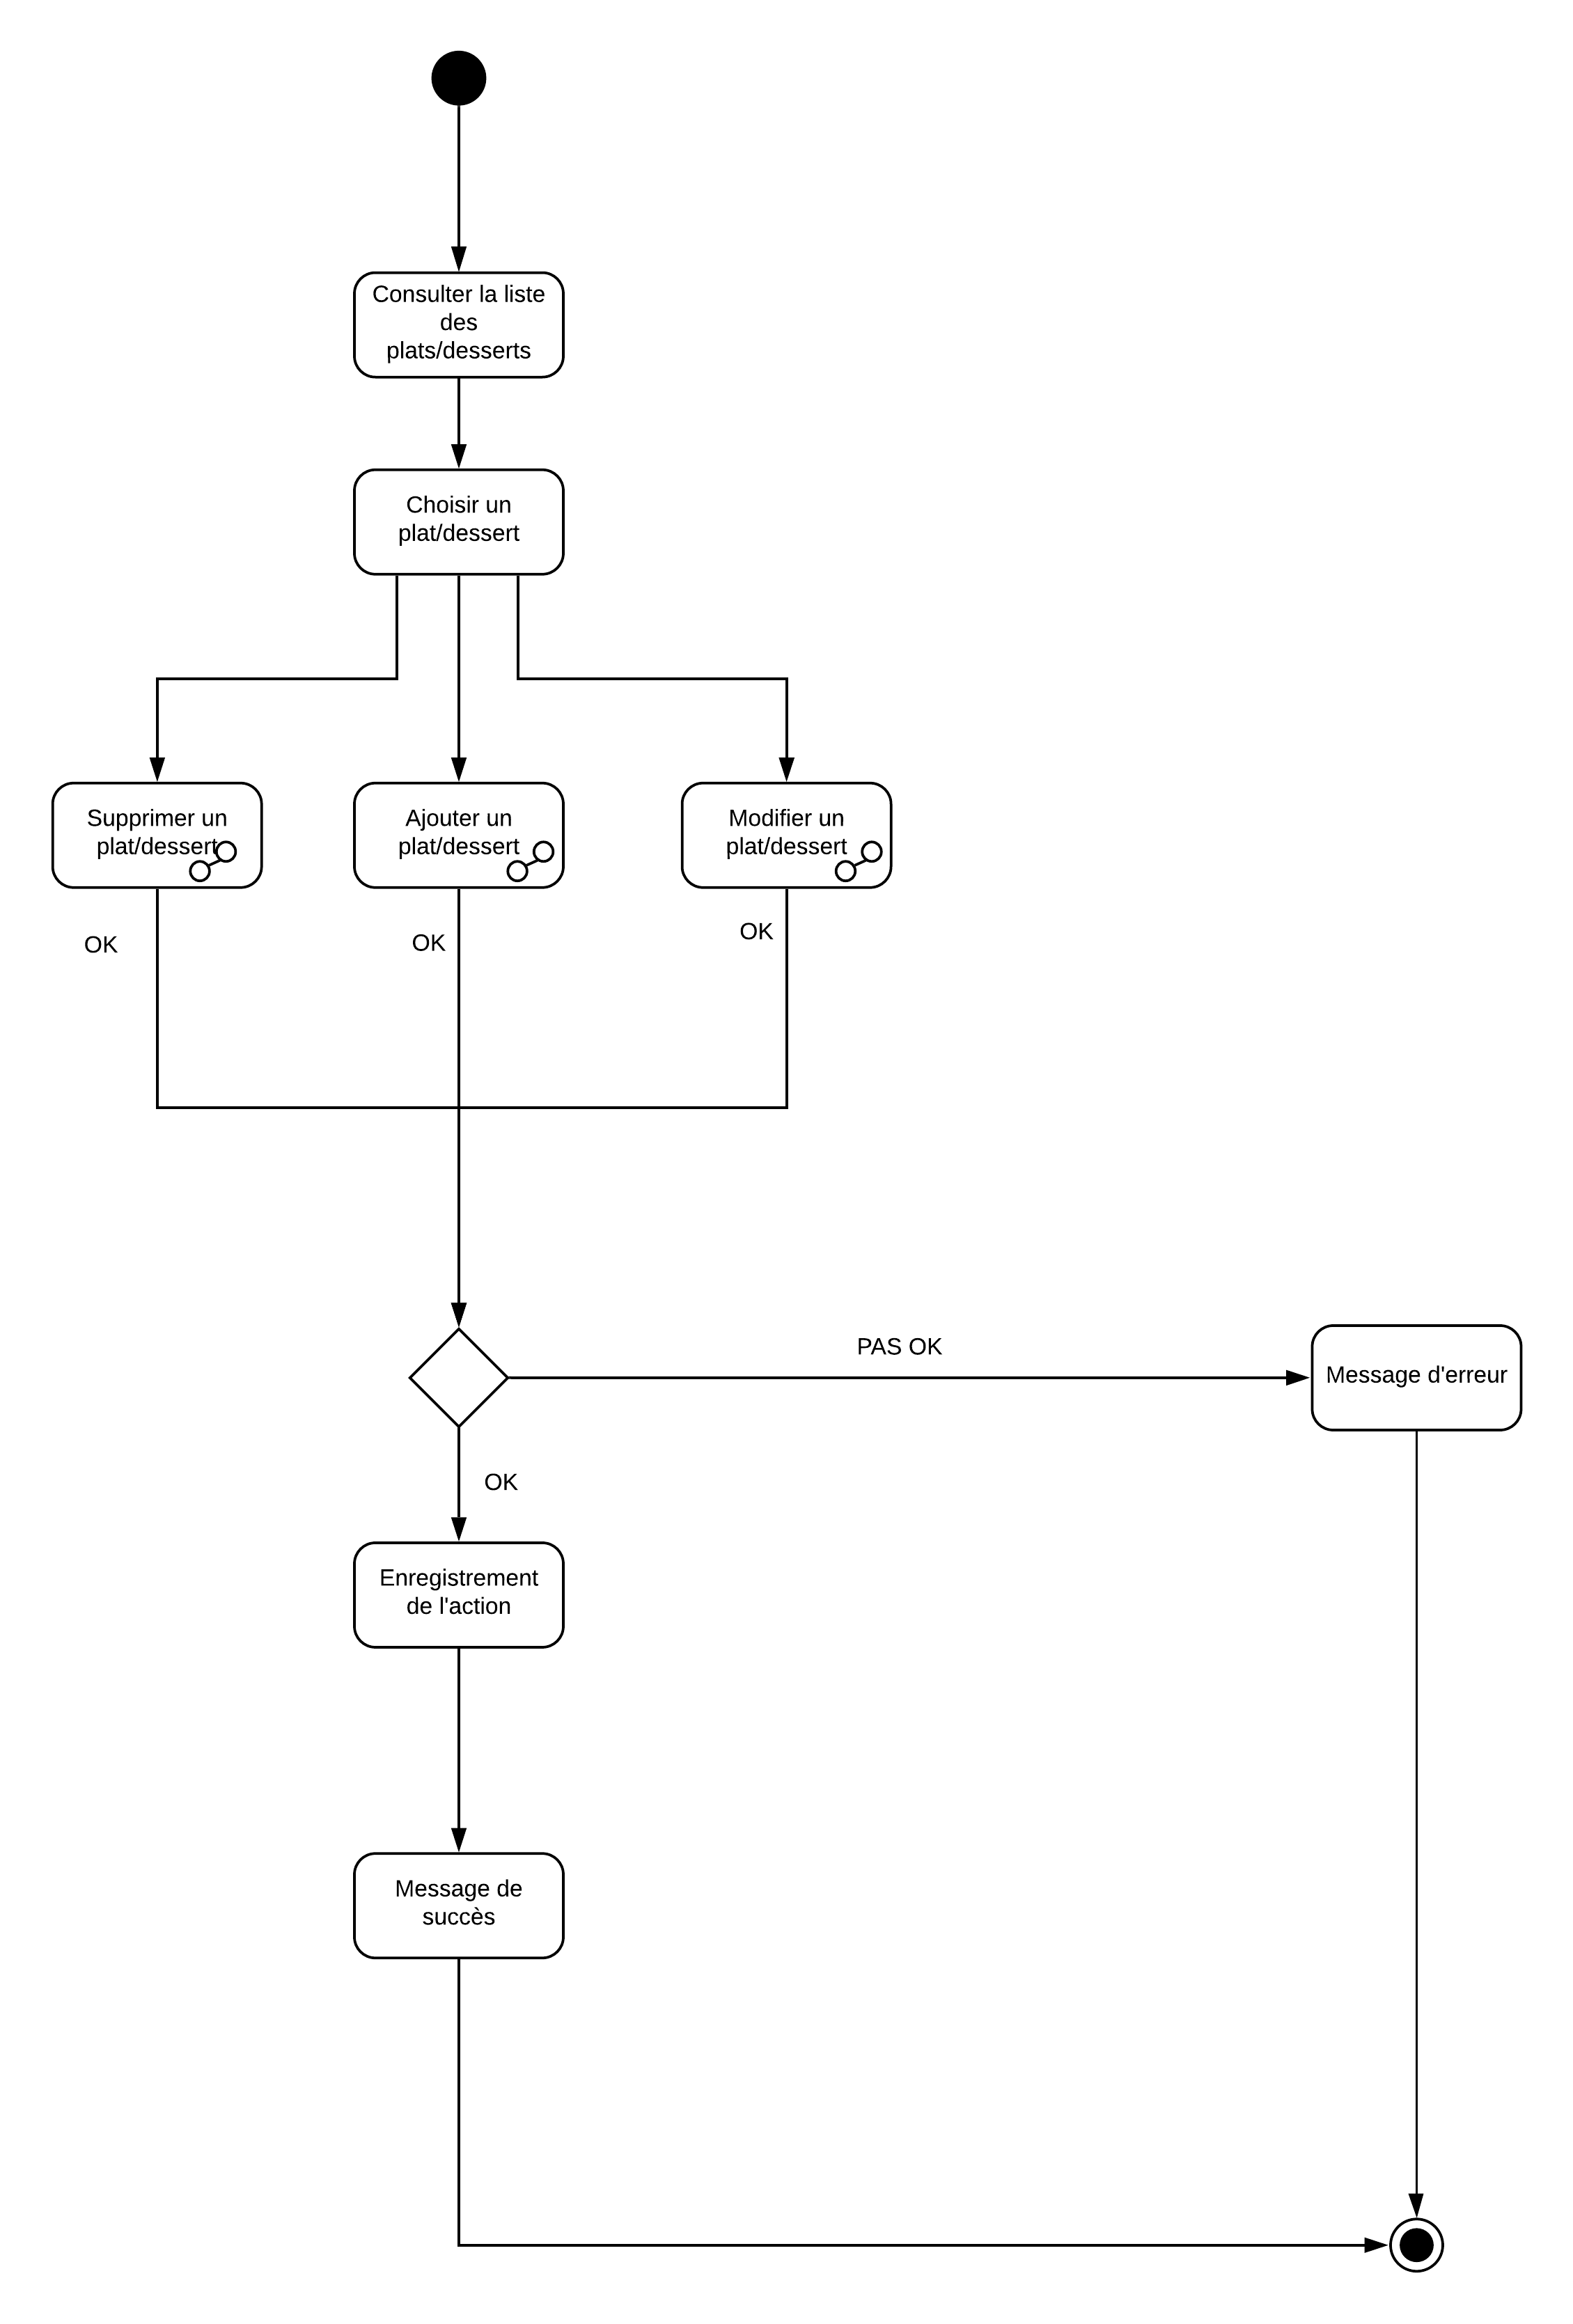 Consulter la liste
des
plats/desserts
Choisir un
plat/dessert
Supprimer un
plat/dessert
Ajouter un
plat/dessert
Modifier un
plat/dessert
OK
OK
OK
PAS OK
Message d'erreur
OK
Enregistrement
de l'action
Message de
succès